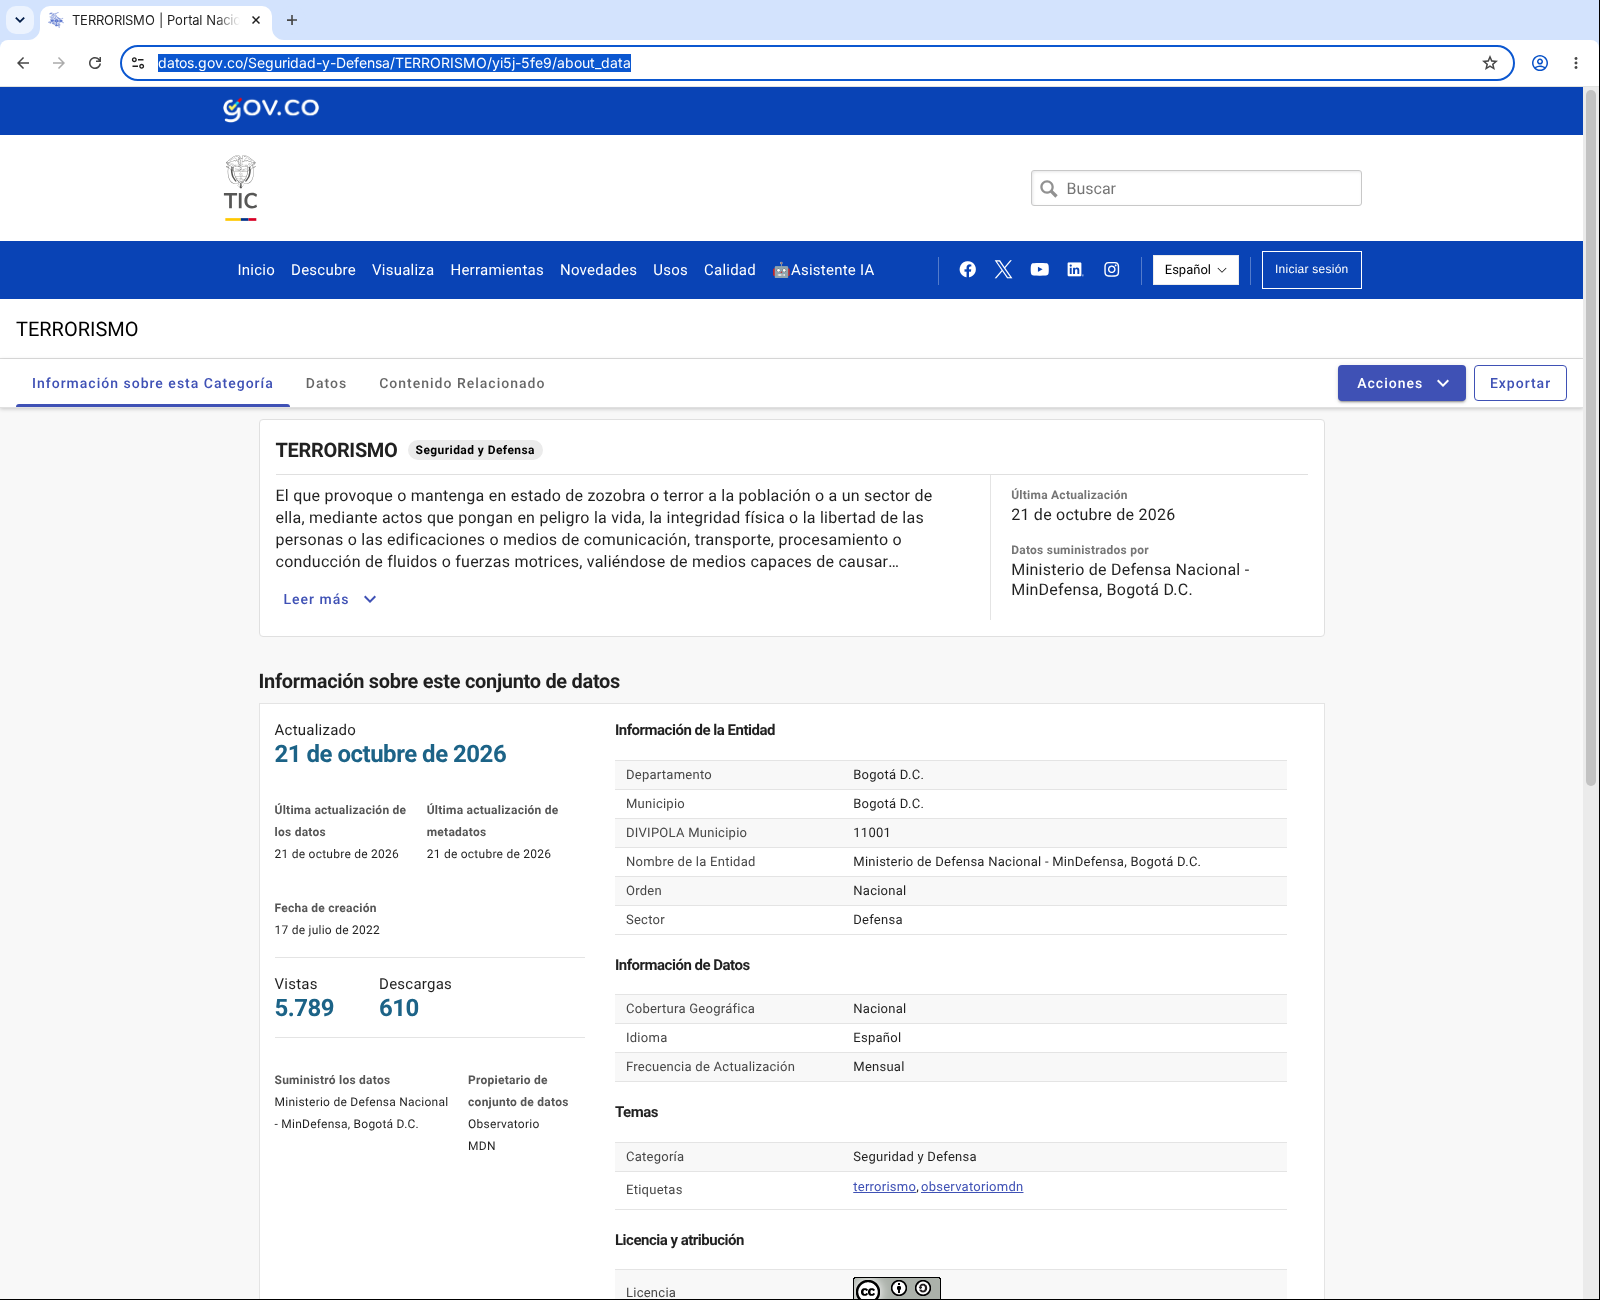 TERRORISMO | Portal Nacio
datos.gov.co/Seguridad-y-Defensa/TERRORISMO/yi5j-5fe9/about_data
GOV.CO
TIC
Buscar
Inicio Descubre Visualiza Herramientas Novedades Usos Calidad 🤖Asistente IA Español Iniciar sesión
TERRORISMO
Información sobre esta Categoría Datos Contenido Relacionado Acciones Exportar
TERRORISMO Seguridad y Defensa
El que provoque o mantenga en estado de zozobra o terror a la población o a un sector de
ella, mediante actos que pongan en peligro la vida, la integridad física o la libertad de las
personas o las edificaciones o medios de comunicación, transporte, procesamiento o
conducción de fluidos o fuerzas motrices, valiéndose de medios capaces de causar…
Leer más
Última Actualización
21 de octubre de 2026
Datos suministrados por
Ministerio de Defensa Nacional -
MinDefensa, Bogotá D.C.
Información sobre este conjunto de datos
Actualizado
21 de octubre de 2026
Última actualización de
los datos
21 de octubre de 2026
Última actualización de
metadatos
21 de octubre de 2026
Fecha de creación
17 de julio de 2022
Vistas
5.789
Descargas
610
Suministró los datos
Ministerio de Defensa Nacional
- MinDefensa, Bogotá D.C.
Propietario de
conjunto de datos
Observatorio
MDN
Información de la Entidad
Departamento Bogotá D.C.
Municipio Bogotá D.C.
DIVIPOLA Municipio 11001
Nombre de la Entidad Ministerio de Defensa Nacional - MinDefensa, Bogotá D.C.
Orden Nacional
Sector Defensa
Información de Datos
Cobertura Geográfica Nacional
Idioma Español
Frecuencia de Actualización Mensual
Temas
Categoría Seguridad y Defensa
Etiquetas terrorismo, observatoriomdn
Licencia y atribución
Licencia cc